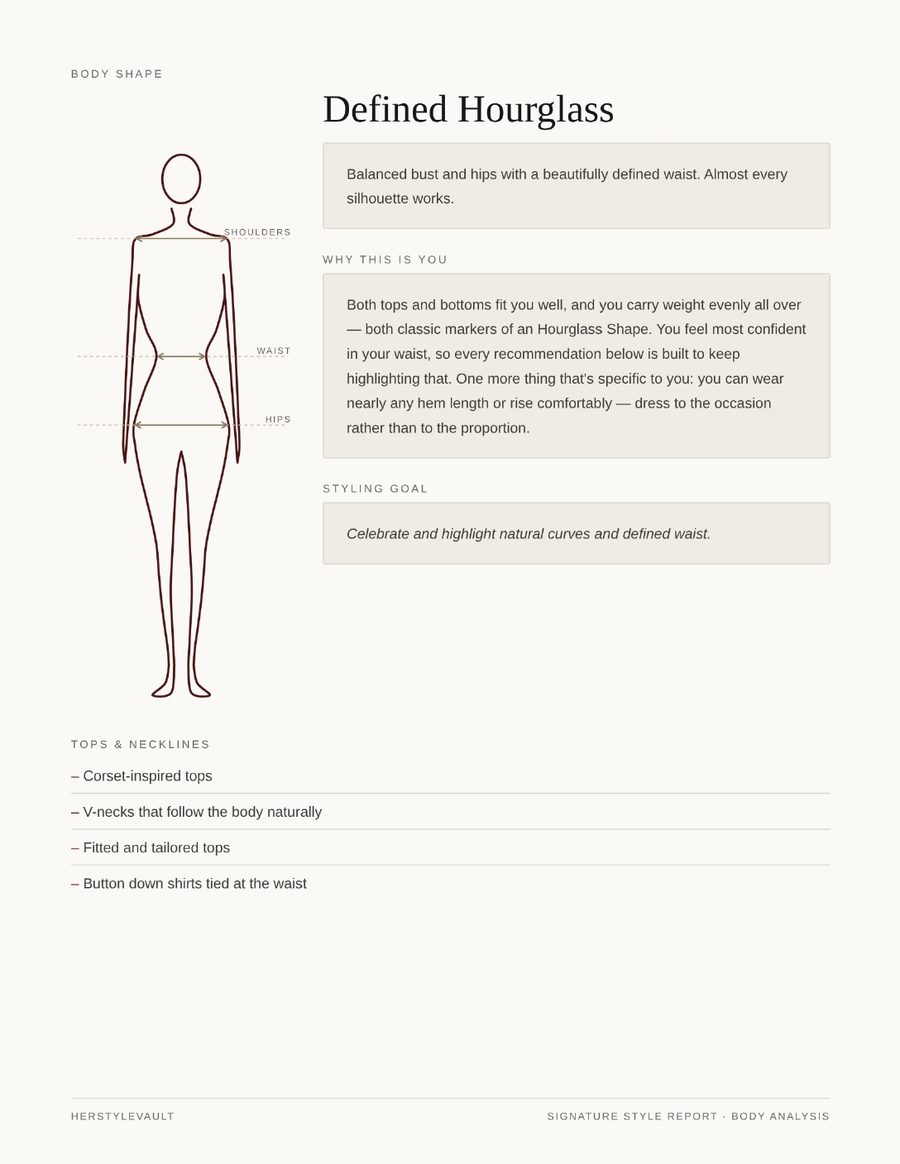 BODY SHAPE
Defined Hourglass
SHOULDERS
WAIST
HIPS
Balanced bust and hips with a beautifully defined waist. Almost every
silhouette works.
WHY THIS IS YOU
Both tops and bottoms fit you well, and you carry weight evenly all over
— both classic markers of an Hourglass Shape. You feel most confident
in your waist, so every recommendation below is built to keep
highlighting that. One more thing that's specific to you: you can wear
nearly any hem length or rise comfortably — dress to the occasion
rather than to the proportion.
STYLING GOAL
Celebrate and highlight natural curves and defined waist.
TOPS & NECKLINES
– Corset-inspired tops
– V-necks that follow the body naturally
– Fitted and tailored tops
– Button down shirts tied at the waist
HERSTYLEVAULT
SIGNATURE STYLE REPORT · BODY ANALYSIS